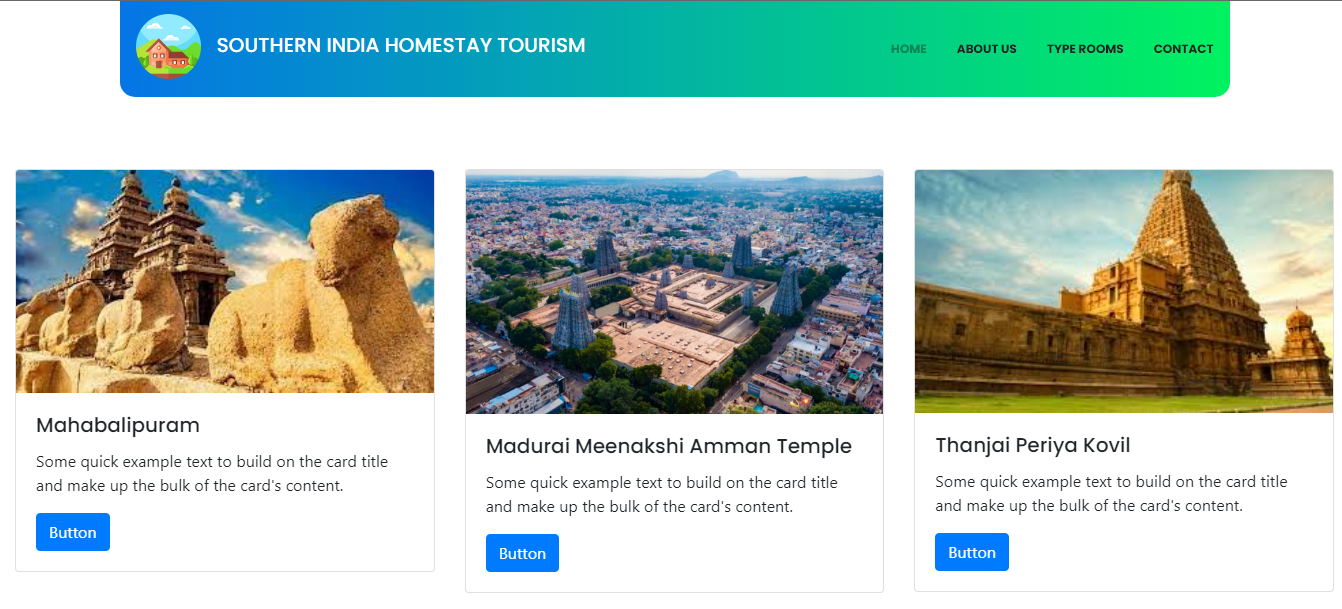 SOUTHERN INDIA HOMESTAY TOURISM
HOME
ABOUT US
TYPE ROOMS
CONTACT
Mahabalipuram
Some quick example text to build on the card title
and make up the bulk of the card's content.
Button
Madurai Meenakshi Amman Temple
Some quick example text to build on the card title
and make up the bulk of the card's content.
Button
Thanjai Periya Kovil
Some quick example text to build on the card title
and make up the bulk of the card's content.
Button